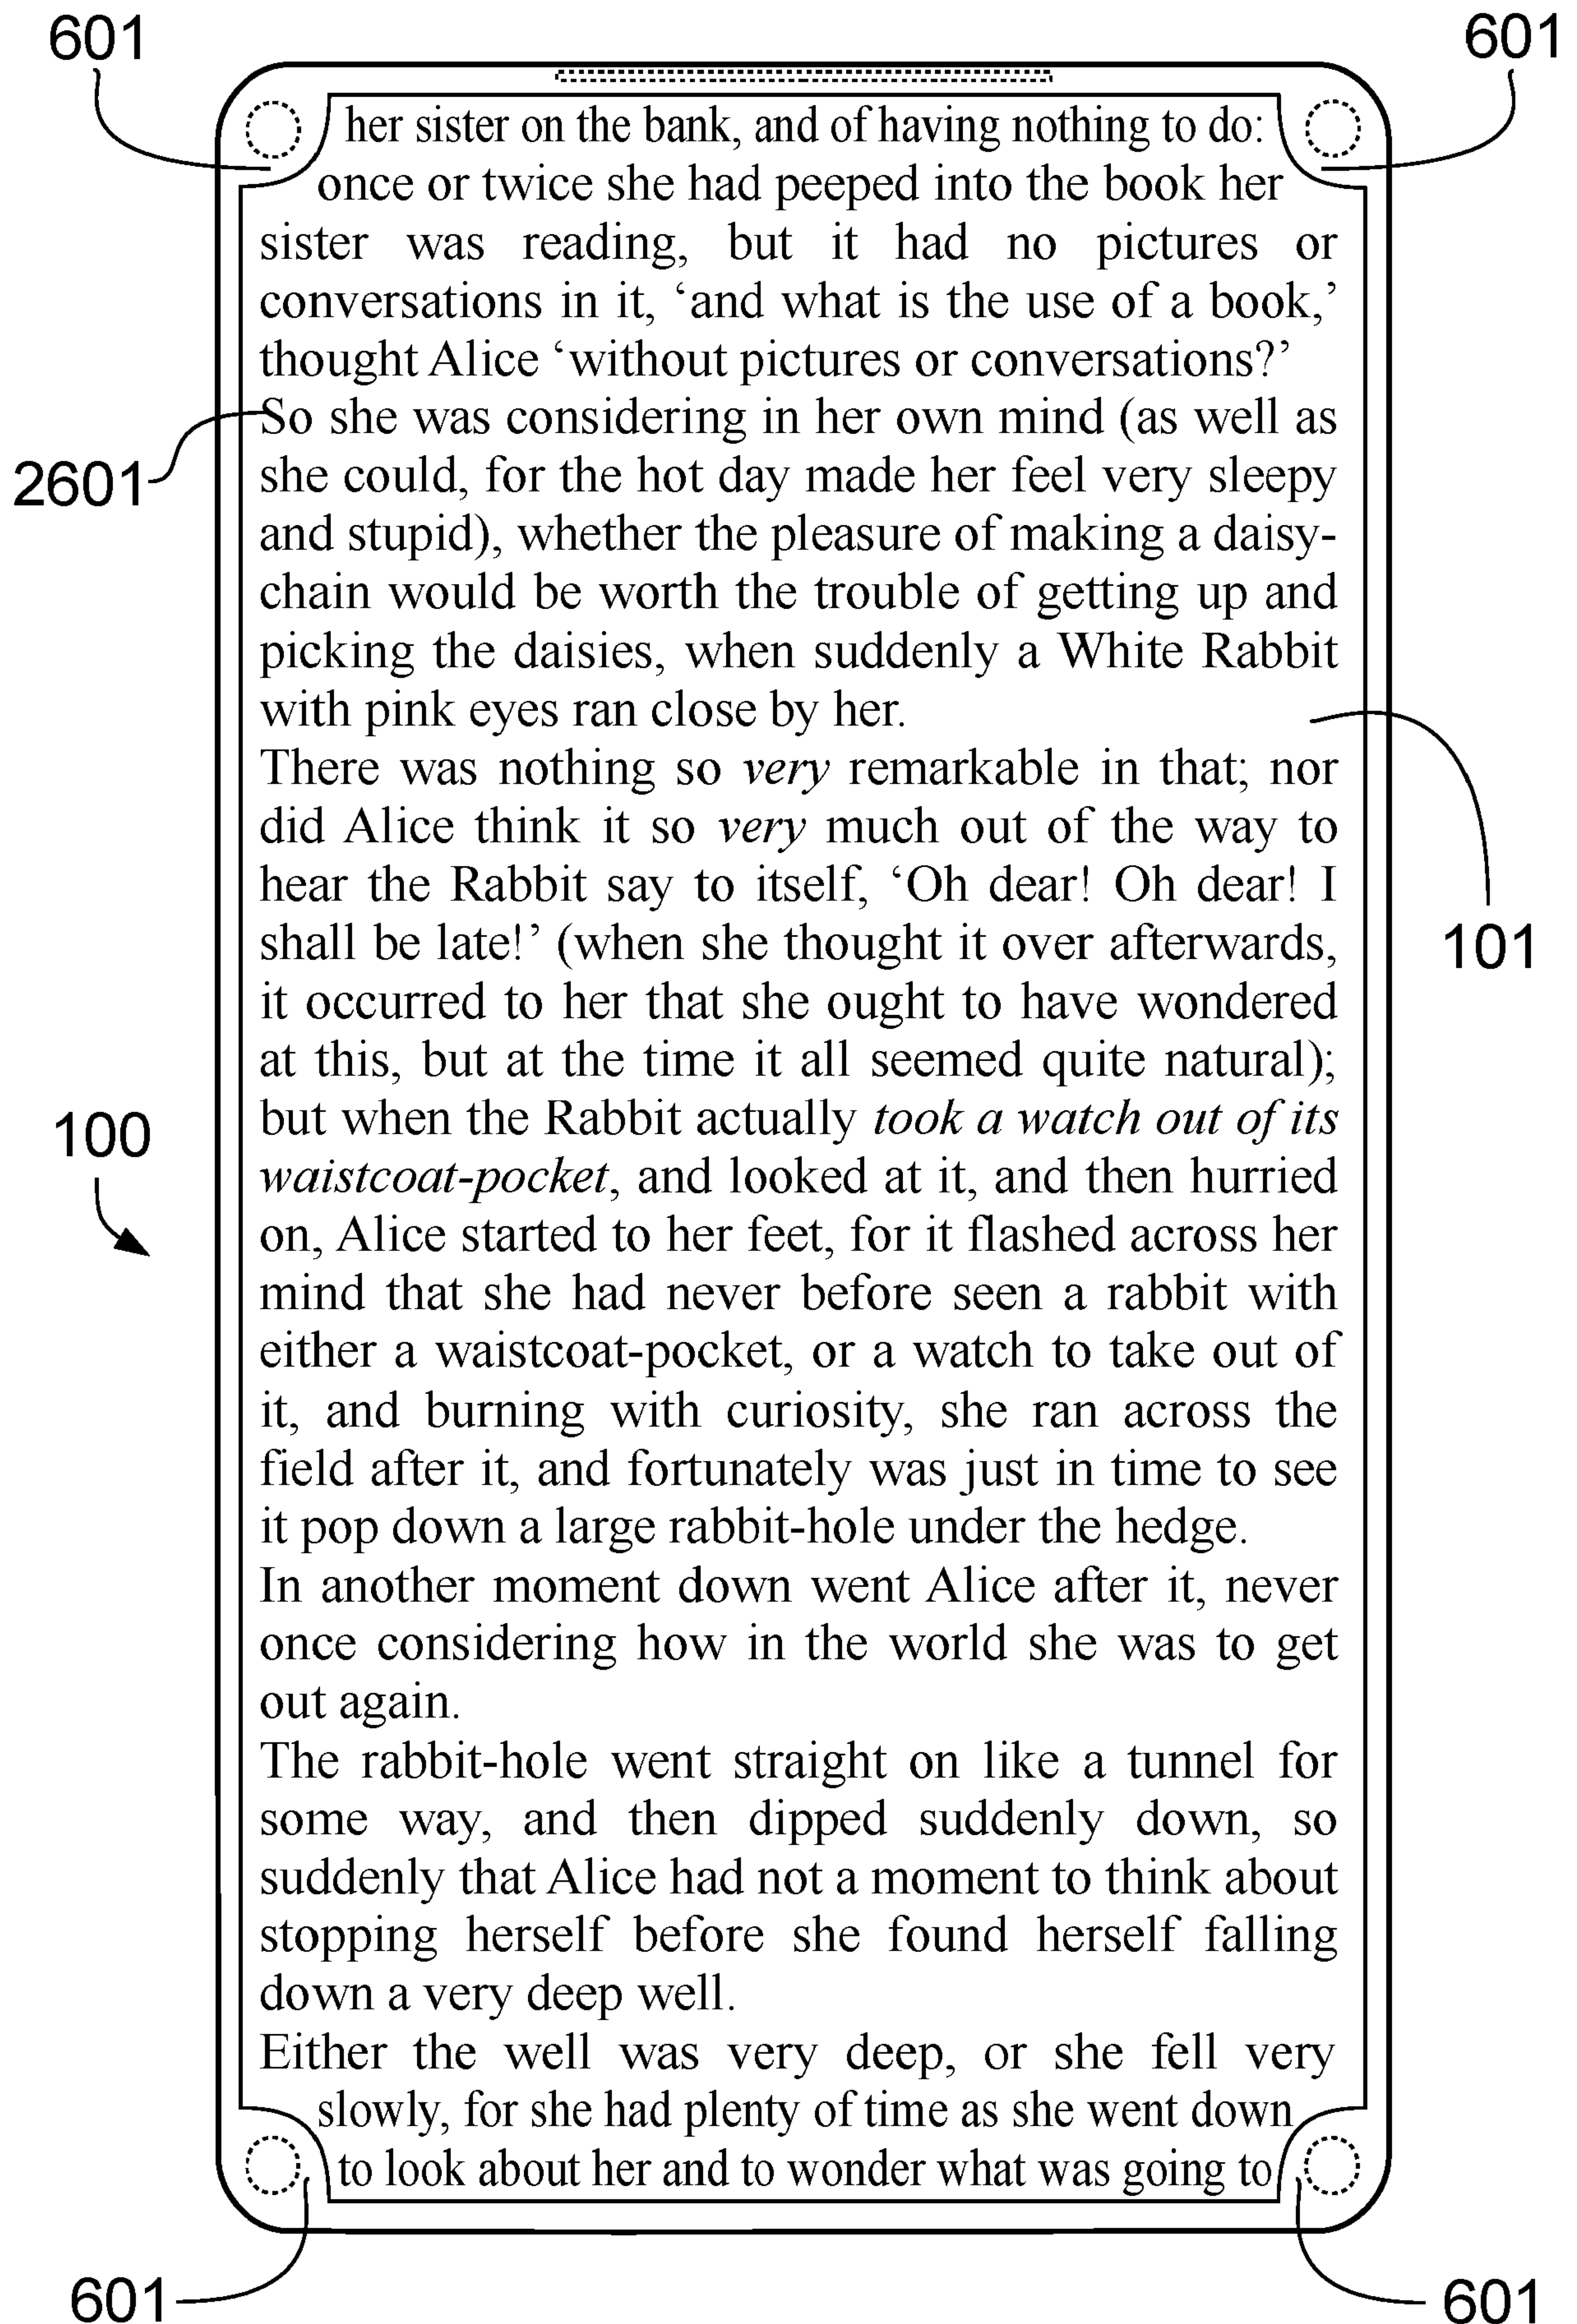 601
601
her sister on the bank, and of having nothing to do:
once or twice she had peeped into the book her
sister was reading, but it had no pictures or
conversations in it, ‘and what is the use of a book,’
thought Alice ‘without pictures or conversations?’
So she was considering in her own mind (as well as
2601
she could, for the hot day made her feel very sleepy
and stupid), whether the pleasure of making a daisy-
chain would be worth the trouble of getting up and
picking the daisies, when suddenly a White Rabbit
with pink eyes ran close by her.
There was nothing so very remarkable in that; nor
did Alice think it so very much out of the way to
hear the Rabbit say to itself, ‘Oh dear! Oh dear! I
shall be late!’ (when she thought it over afterwards,
101
it occurred to her that she ought to have wondered
at this, but at the time it all seemed quite natural);
100
but when the Rabbit actually took a watch out of its
waistcoat-pocket, and looked at it, and then hurried
on, Alice started to her feet, for it flashed across her
mind that she had never before seen a rabbit with
either a waistcoat-pocket, or a watch to take out of
it, and burning with curiosity, she ran across the
field after it, and fortunately was just in time to see
it pop down a large rabbit-hole under the hedge.
In another moment down went Alice after it, never
once considering how in the world she was to get
out again.
The rabbit-hole went straight on like a tunnel for
some way, and then dipped suddenly down, so
suddenly that Alice had not a moment to think about
stopping herself before she found herself falling
down a very deep well.
Either the well was very deep, or she fell very
slowly, for she had plenty of time as she went down
to look about her and to wonder what was going to
601
601